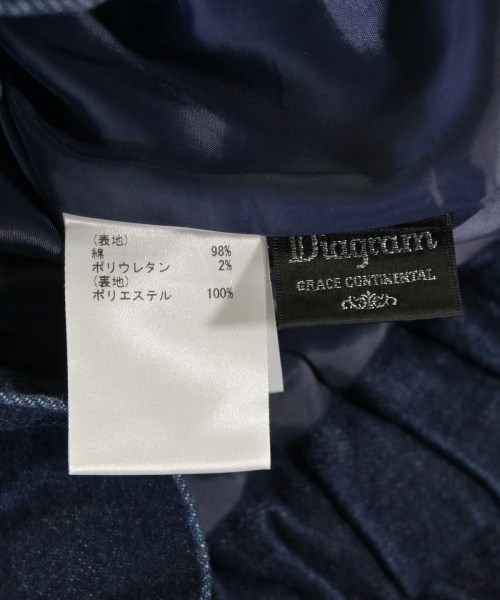 (表地)
綿 98%
ポリウレタン 2%
(裏地)
ポリエステル 100%
Diagram
GRACE CONTINENTAL